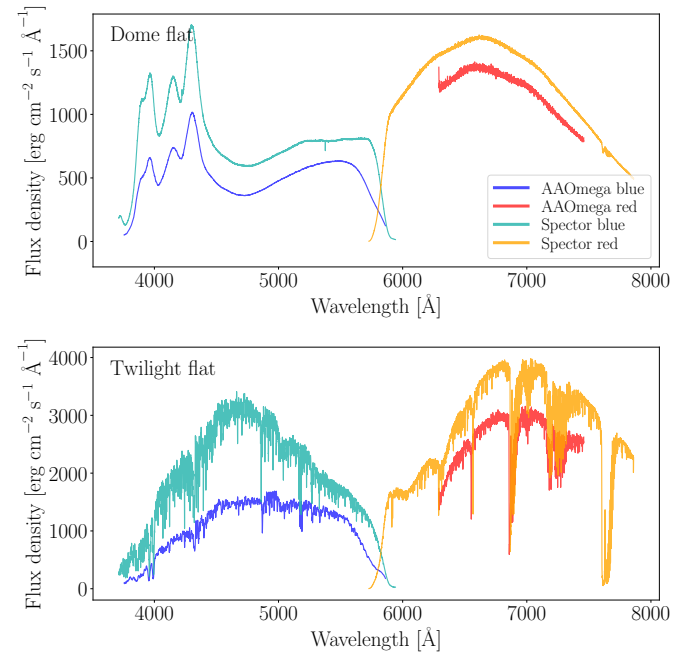 Dome flat
1500
1000
500
0
Flux density [erg cm⁻² s⁻¹ Å⁻¹]
AAOmega blue
AAOmega red
Spector blue
Spector red
4000 5000 6000 7000 8000
Wavelength [Å]
Twilight flat
4000
3000
2000
1000
0
Flux density [erg cm⁻² s⁻¹ Å⁻¹]
4000 5000 6000 7000 8000
Wavelength [Å]